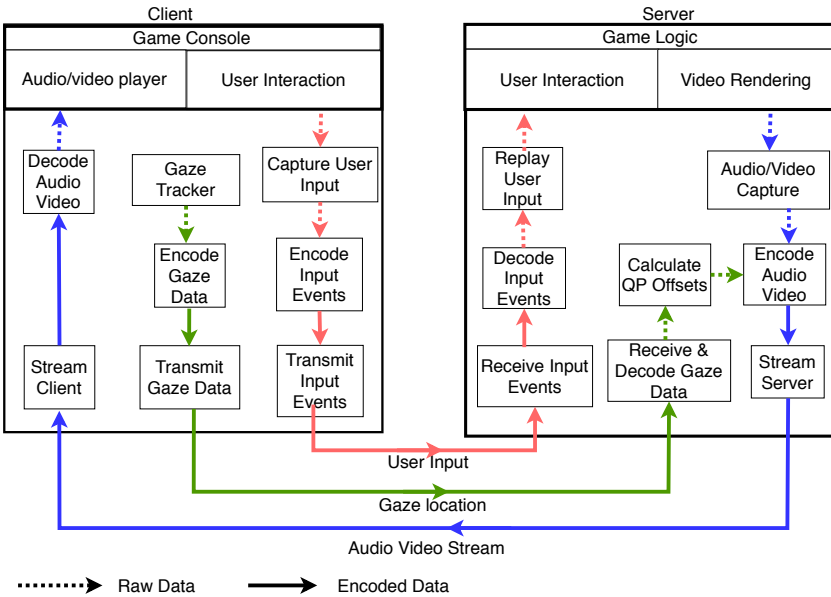 Client
Server
Game Console
Game Logic
Audio/video player
User Interaction
User Interaction
Video Rendering
Decode
Audio
Video
Gaze
Tracker
Capture User
Input
Replay
User
Input
Audio/Video
Capture
Encode
Gaze
Data
Encode
Input
Events
Decode
Input
Events
Calculate
QP Offsets
Encode
Audio
Video
Stream
Client
Transmit
Gaze Data
Transmit
Input
Events
Receive Input
Events
Receive &
Decode Gaze
Data
Stream
Server
User Input
Gaze location
Audio Video Stream
Raw Data
Encoded Data